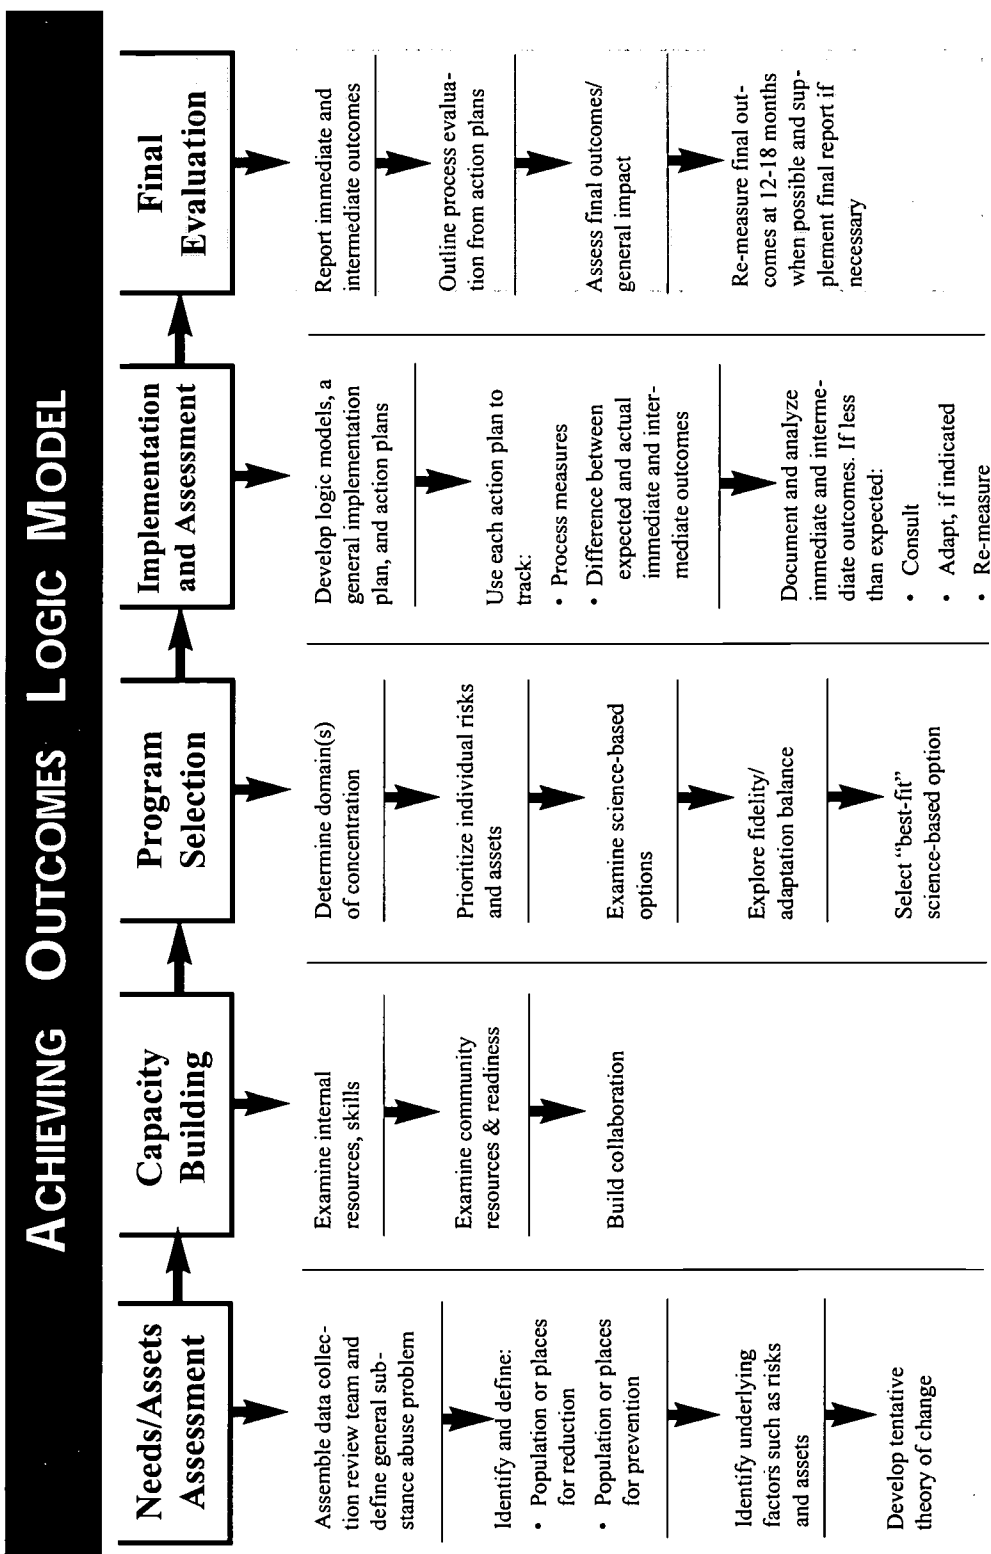 ACHIEVING OUTCOMES LOGIC MODEL
Needs/Assets
Assessment
Assemble data collec-
tion review team and
define general sub-
stance abuse problem
Identify and define:
• Population or places
for reduction
• Population or places
for prevention
Identify underlying
factors such as risks
and assets
Develop tentative
theory of change
Capacity
Building
Examine internal
resources, skills
Examine community
resources & readiness
Build collaboration
Program
Selection
Determine domain(s)
of concentration
Prioritize individual risks
and assets
Examine science-based
options
Explore fidelity/
adaptation balance
Select “best-fit”
science-based option
Implementation
and Assessment
Develop logic models, a
general implementation
plan, and action plans
Use each action plan to
track:
• Process measures
• Difference between
expected and actual
immediate and inter-
mediate outcomes
Document and analyze
immediate and interme-
diate outcomes. If less
than expected:
• Consult
• Adapt, if indicated
• Re-measure
Final
Evaluation
Report immediate and
intermediate outcomes
Outline process evalua-
tion from action plans
Assess final outcomes/
general impact
Re-measure final out-
comes at 12-18 months
when possible and sup-
plement final report if
necessary